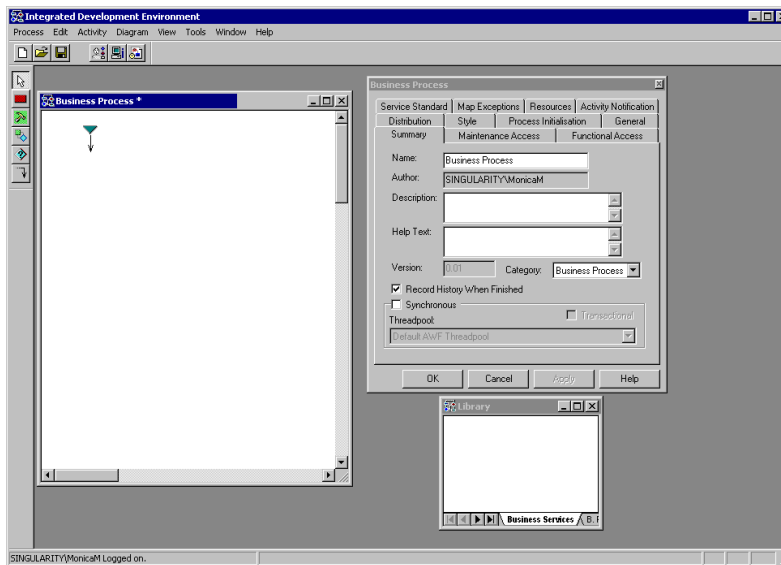 Integrated Development Environment
Process Edit Activity Diagram View Tools Window Help
Business Process *
Business Process
Service Standard Map Exceptions Resources Activity Notification
Distribution Style Process Initialisation General
Summary Maintenance Access Functional Access
Name: Business Process
Author: SINGULARITY\MonicaM
Description:
Help Text:
Version: 0.01 Category: Business Process
Record History When Finished
Synchronous
Transactional
Threadpool:
Default AWF Threadpool
OK Cancel Apply Help
Library
Business Services B. F
SINGULARITY\MonicaM Logged on.